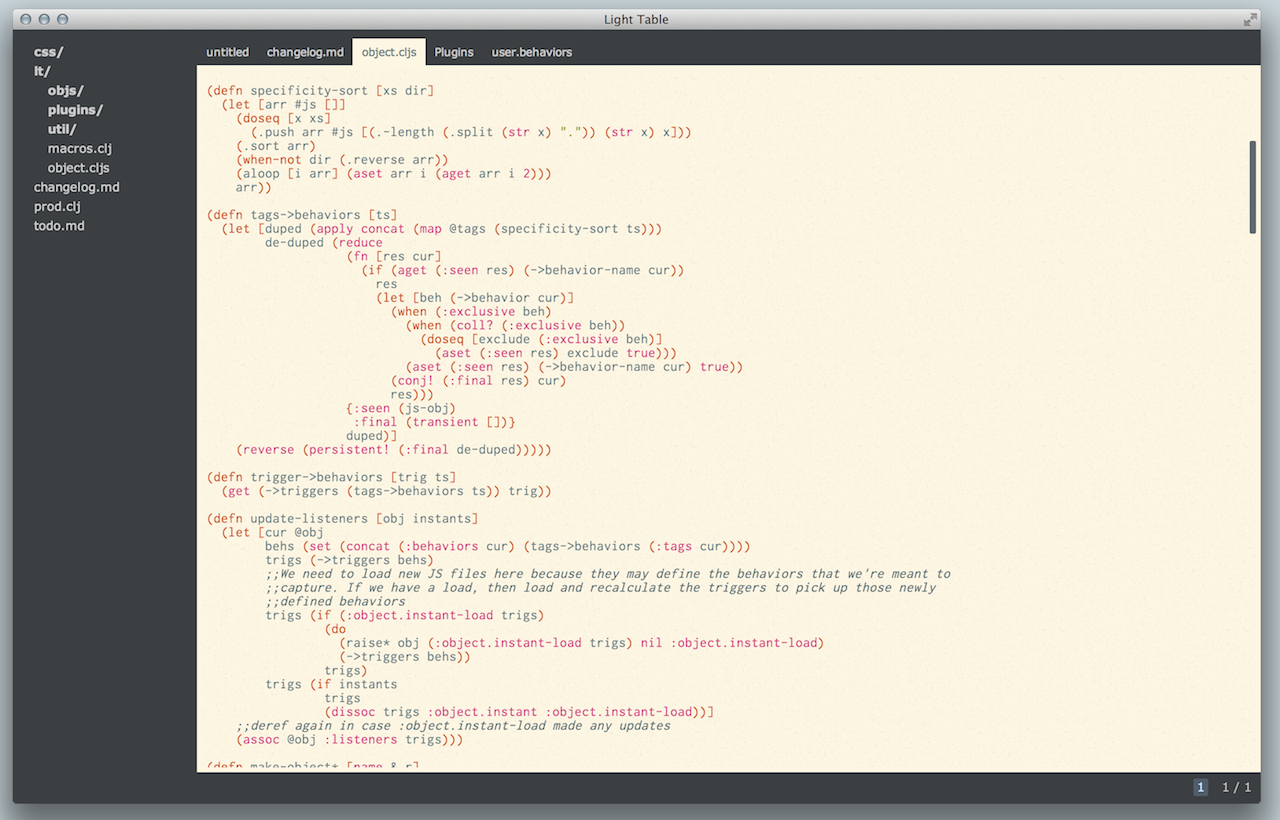 Light Table
css/
lt/
objs/
plugins/
util/
macros.clj
object.cljs
changelog.md
prod.clj
todo.md
untitled changelog.md object.cljs Plugins user.behaviors
(defn specificity-sort [xs dir]
  (let [arr #js []]
    (doseq [x xs]
      (.push arr #js [(.-length (.split (str x) ".")) (str x) x]))
    (.sort arr)
    (when-not dir (.reverse arr))
    (aloop [i arr] (aset arr i (aget arr i 2)))
    arr))
(defn tags->behaviors [ts]
  (let [duped (apply concat (map @tags (specificity-sort ts)))
        de-duped (reduce
                   (fn [res cur]
                     (if (aget (:seen res) (->behavior-name cur))
                       res
                       (let [beh (->behavior cur)]
                         (when (:exclusive beh)
                           (when (coll? (:exclusive beh))
                             (doseq [exclude (:exclusive beh)]
                               (aset (:seen res) exclude true)))
                           (aset (:seen res) (->behavior-name cur) true))
                         (conj! (:final res) cur)
                         res)))
                   {:seen (js-obj)
                    :final (transient [])}
                   duped)]
    (reverse (persistent! (:final de-duped)))))
(defn trigger->behaviors [trig ts]
  (get (->triggers (tags->behaviors ts)) trig))
(defn update-listeners [obj instants]
  (let [cur @obj
        behs (set (concat (:behaviors cur) (tags->behaviors (:tags cur))))
        trigs (->triggers behs)
        ;;We need to load new JS files here because they may define the behaviors that we're meant to
        ;;capture. If we have a load, then load and recalculate the triggers to pick up those newly
        ;;defined behaviors
        trigs (if (:object.instant-load trigs)
                (do
                  (raise* obj (:object.instant-load trigs) nil :object.instant-load)
                  (->triggers behs))
                trigs)
        trigs (if instants
                trigs
                (dissoc trigs :object.instant :object.instant-load))]
    ;;deref again in case :object.instant-load made any updates
    (assoc @obj :listeners trigs)))
(defn make-object* [name & r]
1 1 / 1